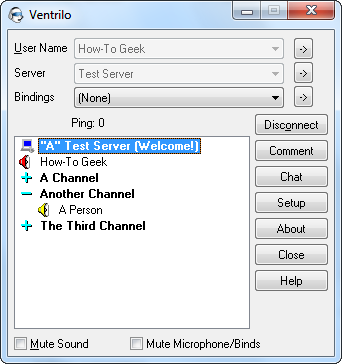 Ventrilo
User Name How-To Geek ->
Server Test Server ->
Bindings (None) ->
Ping: 0
Disconnect
"A" Test Server (Welcome!)
Comment
How-To Geek
A Channel
Chat
Another Channel
Setup
A Person
The Third Channel
About
Close
Help
Mute Sound Mute Microphone/Binds